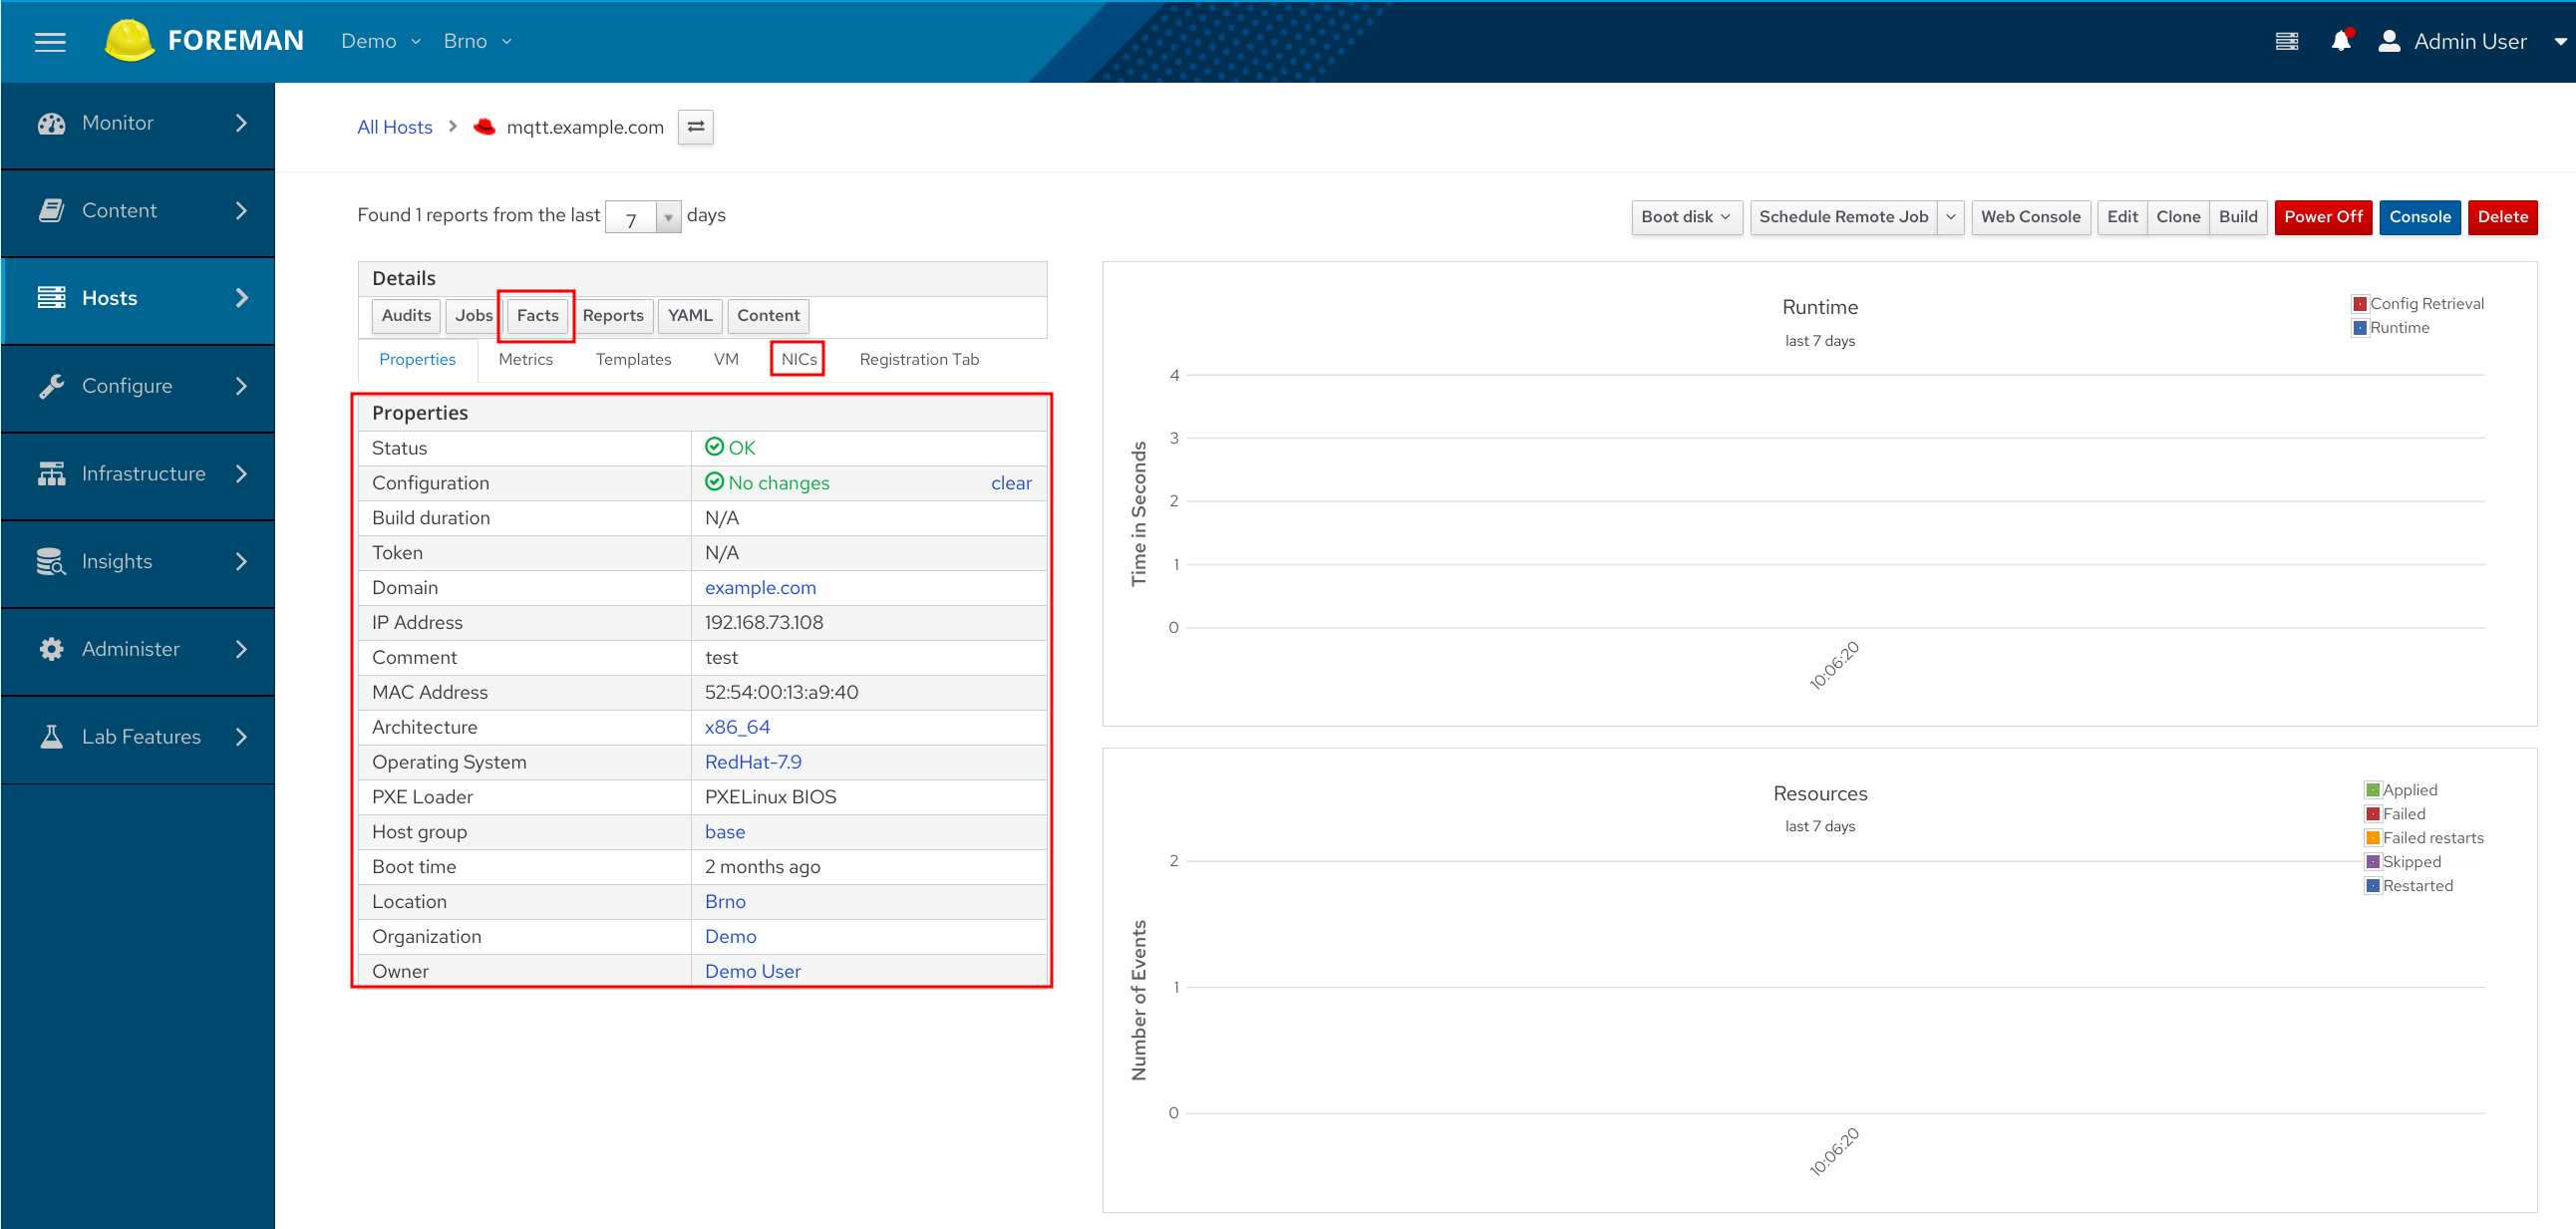 FOREMAN Demo Brno Admin User
Monitor
Content
Hosts
Configure
Infrastructure
Insights
Administer
Lab Features
All Hosts > mqtt.example.com
Found 1 reports from the last 7 days
Boot disk Schedule Remote Job Web Console Edit Clone Build Power Off Console Delete
Details
Audits Jobs Facts Reports YAML Content
Properties Metrics Templates VM NICs Registration Tab
Properties
Status OK
Configuration No changes clear
Build duration N/A
Token N/A
Domain example.com
IP Address 192.168.73.108
Comment test
MAC Address 52:54:00:13:a9:40
Architecture x86_64
Operating System RedHat-7.9
PXE Loader PXELinux BIOS
Host group base
Boot time 2 months ago
Location Brno
Organization Demo
Owner Demo User
Runtime
last 7 days
Config Retrieval
Runtime
Time in Seconds
4
3
2
1
0
10:06:20
Resources
last 7 days
Applied
Failed
Failed restarts
Skipped
Restarted
Number of Events
2
1
0
10:06:20